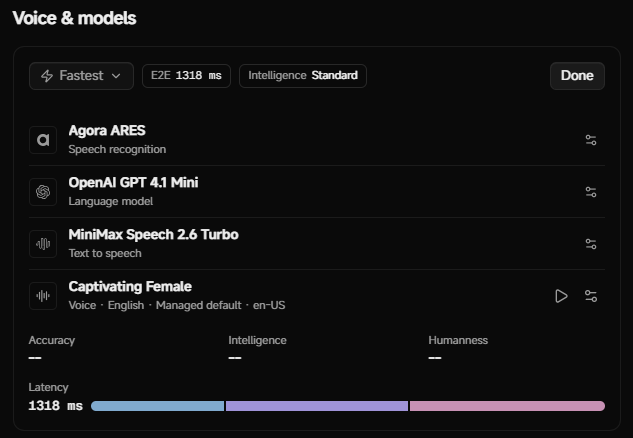 Voice & models
Fastest
E2E 1318 ms
Intelligence Standard
Done
Agora ARES
Speech recognition
OpenAI GPT 4.1 Mini
Language model
MiniMax Speech 2.6 Turbo
Text to speech
Captivating Female
Voice · English · Managed default · en-US
Accuracy
--
Intelligence
--
Humanness
--
Latency
1318 ms